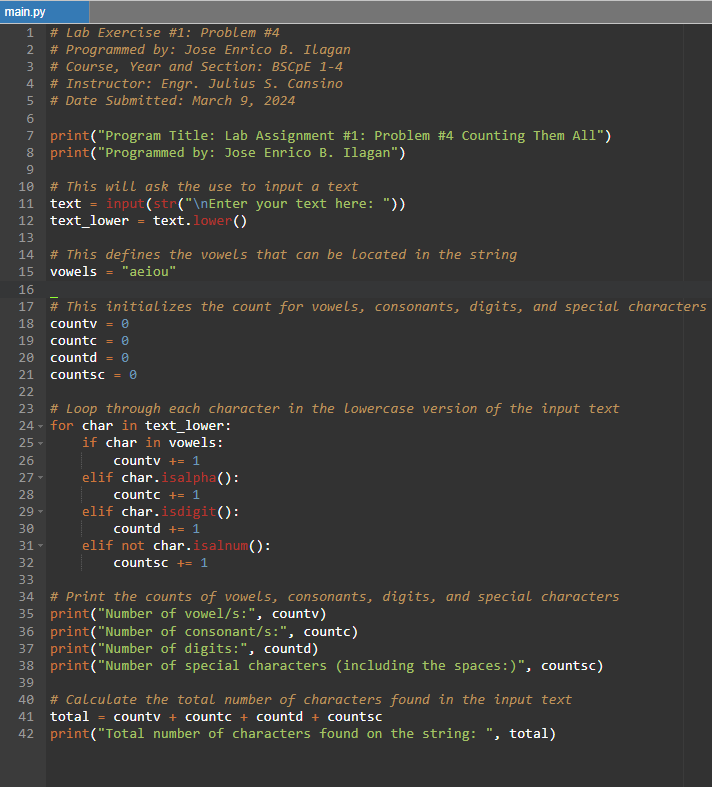 main.py
1 # Lab Exercise #1: Problem #4
2 # Programmed by: Jose Enrico B. Ilagan
3 # Course, Year and Section: BSCpE 1-4
4 # Instructor: Engr. Julius S. Cansino
5 # Date Submitted: March 9, 2024
6
7 print("Program Title: Lab Assignment #1: Problem #4 Counting Them All")
8 print("Programmed by: Jose Enrico B. Ilagan")
9
10 # This will ask the use to input a text
11 text = input(str("\nEnter your text here: "))
12 text_lower = text.lower()
13
14 # This defines the vowels that can be located in the string
15 vowels = "aeiou"
16 _
17 # This initializes the count for vowels, consonants, digits, and special characters
18 countv = 0
19 countc = 0
20 countd = 0
21 countsc = 0
22
23 # Loop through each character in the lowercase version of the input text
24 for char in text_lower:
25     if char in vowels:
26         countv += 1
27     elif char.isalpha():
28         countc += 1
29     elif char.isdigit():
30         countd += 1
31     elif not char.isalnum():
32         countsc += 1
33
34 # Print the counts of vowels, consonants, digits, and special characters
35 print("Number of vowel/s:", countv)
36 print("Number of consonant/s:", countc)
37 print("Number of digits:", countd)
38 print("Number of special characters (including the spaces:)", countsc)
39
40 # Calculate the total number of characters found in the input text
41 total = countv + countc + countd + countsc
42 print("Total number of characters found on the string: ", total)